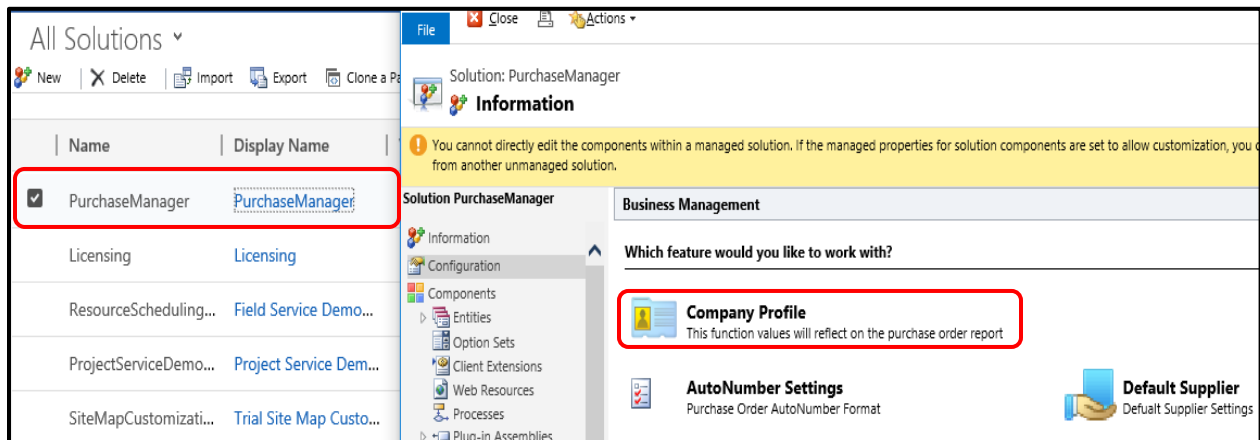 All Solutions
New
Delete
Import
Export
Clone a Pa
Name
Display Name
PurchaseManager
PurchaseManager
Licensing
Licensing
ResourceScheduling...
Field Service Demo...
ProjectServiceDemo...
Project Service Dem...
SiteMapCustomizati...
Trial Site Map Custo...
File
Close
Actions
Solution: PurchaseManager
Information
You cannot directly edit the components within a managed solution. If the managed properties for solution components are set to allow customization, you c
from another unmanaged solution.
Solution PurchaseManager
Information
Configuration
Components
Entities
Option Sets
Client Extensions
Web Resources
Processes
Plug-in Assemblies
Business Management
Which feature would you like to work with?
Company Profile
This function values will reflect on the purchase order report
AutoNumber Settings
Purchase Order AutoNumber Format
Default Supplier
Defualt Supplier Settings